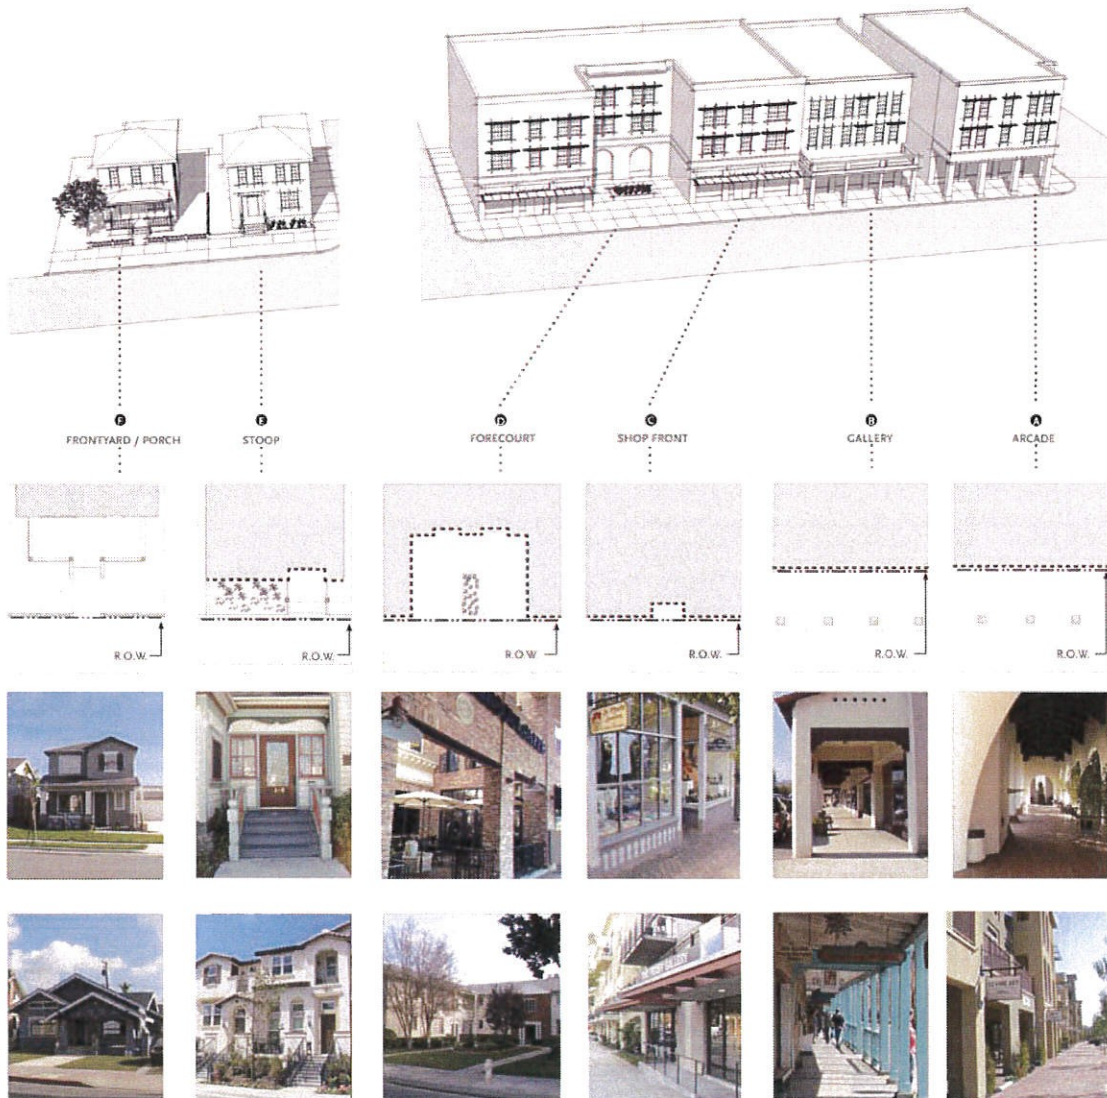 F
FRONTYARD / PORCH
E
STOOP
D
FORECOURT
C
SHOP FRONT
B
GALLERY
A
ARCADE
R.O.W.
R.O.W.
R.O.W
R.O.W.
R.O.W.
R.O.W.